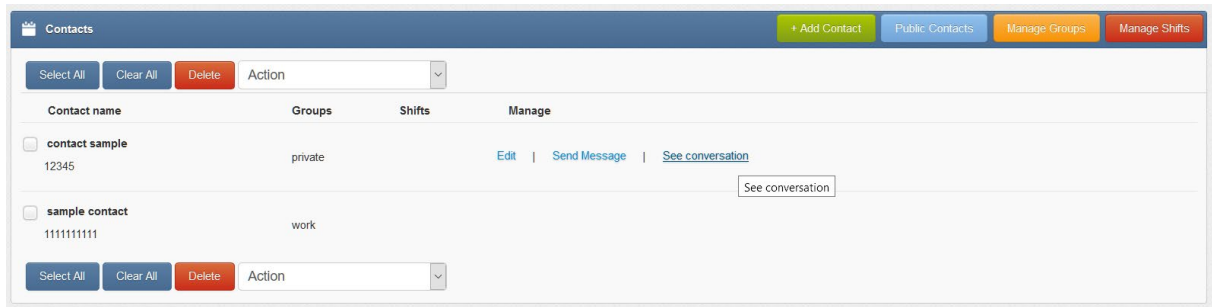 Contacts + Add Contact Public Contacts Manage Groups Manage Shifts
Select All Clear All Delete Action
Contact name Groups Shifts Manage
contact sample
12345
private
Edit | Send Message | See conversation
See conversation
sample contact
1111111111
work
Select All Clear All Delete Action